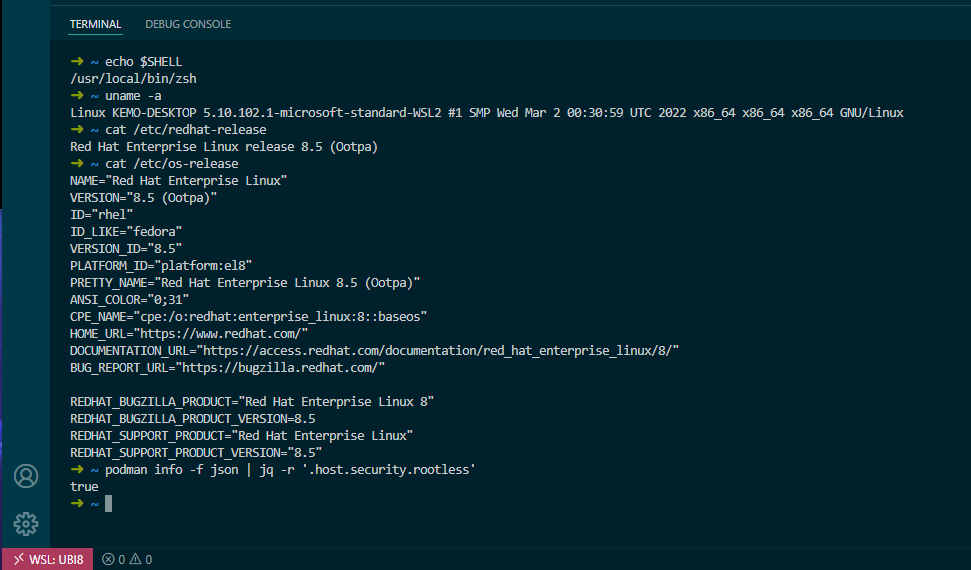 TERMINAL DEBUG CONSOLE
➜ ~ echo $SHELL
/usr/local/bin/zsh
➜ ~ uname -a
Linux KEMO-DESKTOP 5.10.102.1-microsoft-standard-WSL2 #1 SMP Wed Mar 2 00:30:59 UTC 2022 x86_64 x86_64 x86_64 GNU/Linux
➜ ~ cat /etc/redhat-release
Red Hat Enterprise Linux release 8.5 (Ootpa)
➜ ~ cat /etc/os-release
NAME="Red Hat Enterprise Linux"
VERSION="8.5 (Ootpa)"
ID="rhel"
ID_LIKE="fedora"
VERSION_ID="8.5"
PLATFORM_ID="platform:el8"
PRETTY_NAME="Red Hat Enterprise Linux 8.5 (Ootpa)"
ANSI_COLOR="0;31"
CPE_NAME="cpe:/o:redhat:enterprise_linux:8::baseos"
HOME_URL="https://www.redhat.com/"
DOCUMENTATION_URL="https://access.redhat.com/documentation/red_hat_enterprise_linux/8/"
BUG_REPORT_URL="https://bugzilla.redhat.com/"

REDHAT_BUGZILLA_PRODUCT="Red Hat Enterprise Linux 8"
REDHAT_BUGZILLA_PRODUCT_VERSION=8.5
REDHAT_SUPPORT_PRODUCT="Red Hat Enterprise Linux"
REDHAT_SUPPORT_PRODUCT_VERSION="8.5"
➜ ~ podman info -f json | jq -r '.host.security.rootless'
true
➜ ~
WSL: UBI8 0 0